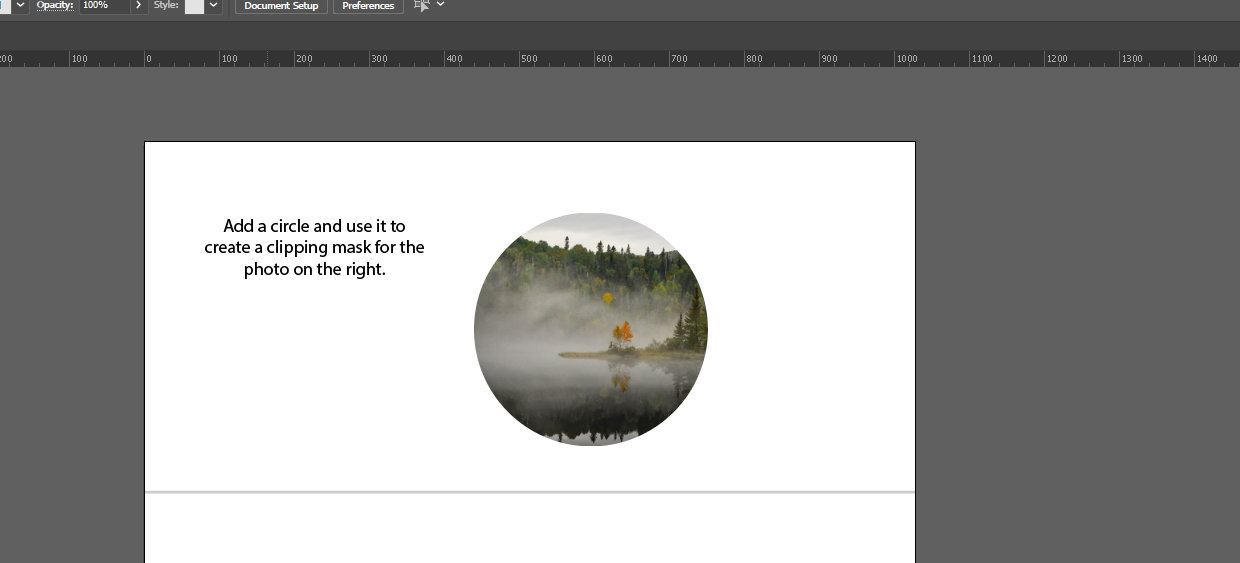 Opacity: 100% Style: Document Setup Preferences
100 0 100 200 300 400 500 600 700 800 900 1000 1100 1200 1300 1400
Add a circle and use it to
create a clipping mask for the
photo on the right.